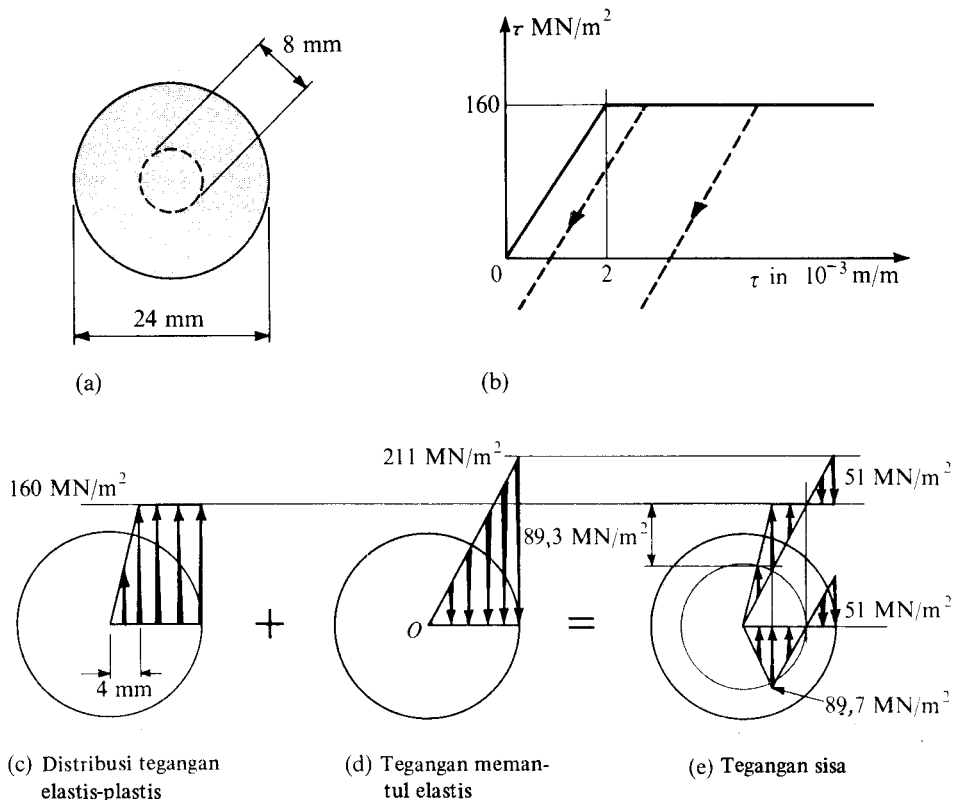 8 mm
24 mm
(a)
τ MN/m²
160
0
2
τ in 10⁻³ m/m
(b)
160 MN/m²
4 mm
+
211 MN/m²
O
=
89,3 MN/m²
51 MN/m²
51 MN/m²
89,7 MN/m²
(c) Distribusi tegangan
elastis-plastis
(d) Tegangan meman-
tul elastis
(e) Tegangan sisa